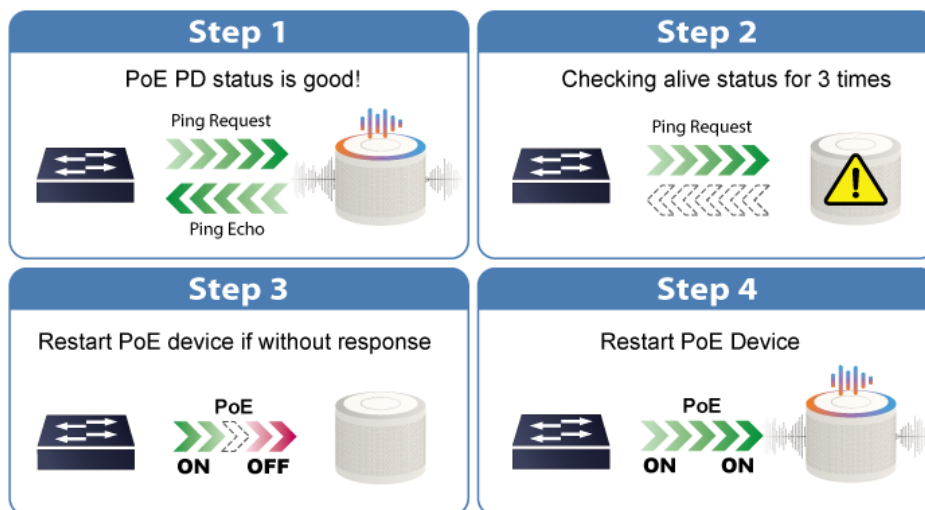 Step 1
PoE PD status is good!
Ping Request
Ping Echo
Step 2
Checking alive status for 3 times
Ping Request
Step 3
Restart PoE device if without response
PoE
ON OFF
Step 4
Restart PoE Device
PoE
ON ON